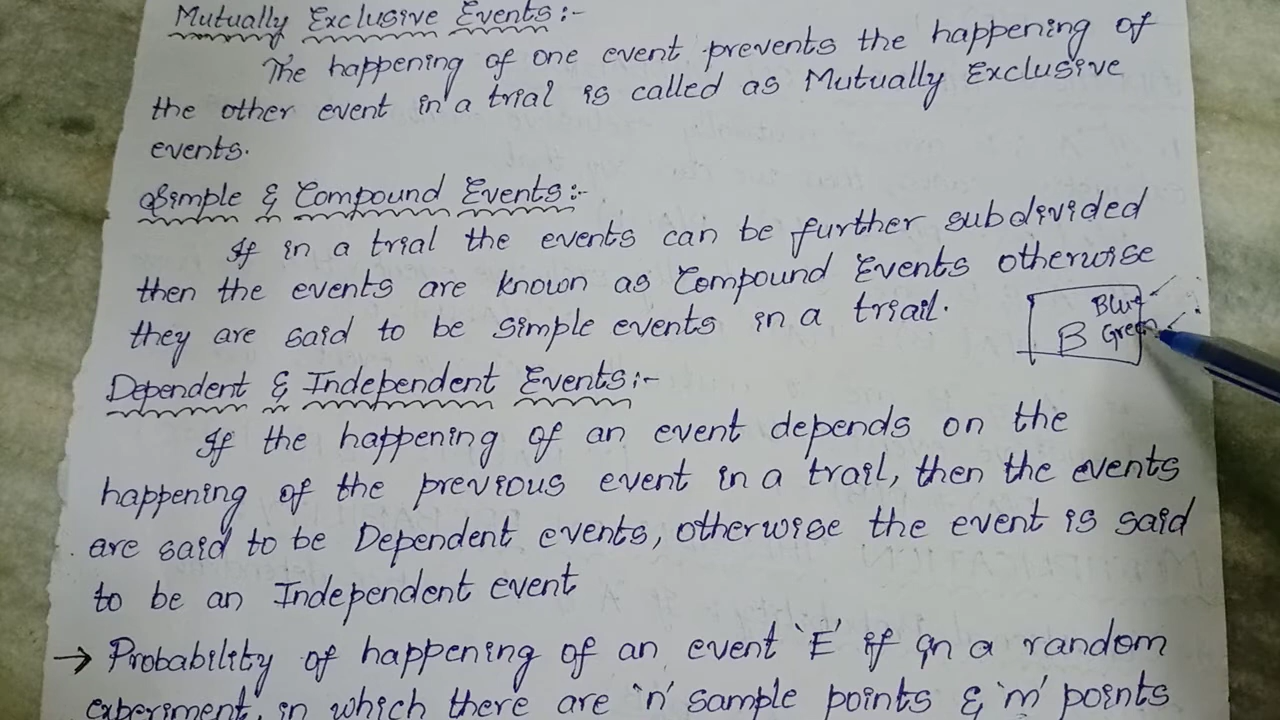 Mutually Exclusive Events:-
The happening of one event prevents the happening of
the other event in a trial is called as Mutually Exclusive
events.
Simple & Compound Events:-
If in a trial the events can be further subdivided
then the events are known as Compound Events otherwise
they are said to be simple events in a triail.
Blue
B Green
Dependent & Independent Events:-
If the happening of an event depends on the
happening of the previous event in a trail, then the events
are said to be Dependent events, otherwise the event is said
to be an Independent event
→ Probability of happening of an event 'E' if in a random
experiment, in which there are 'n' sample points & 'm' points